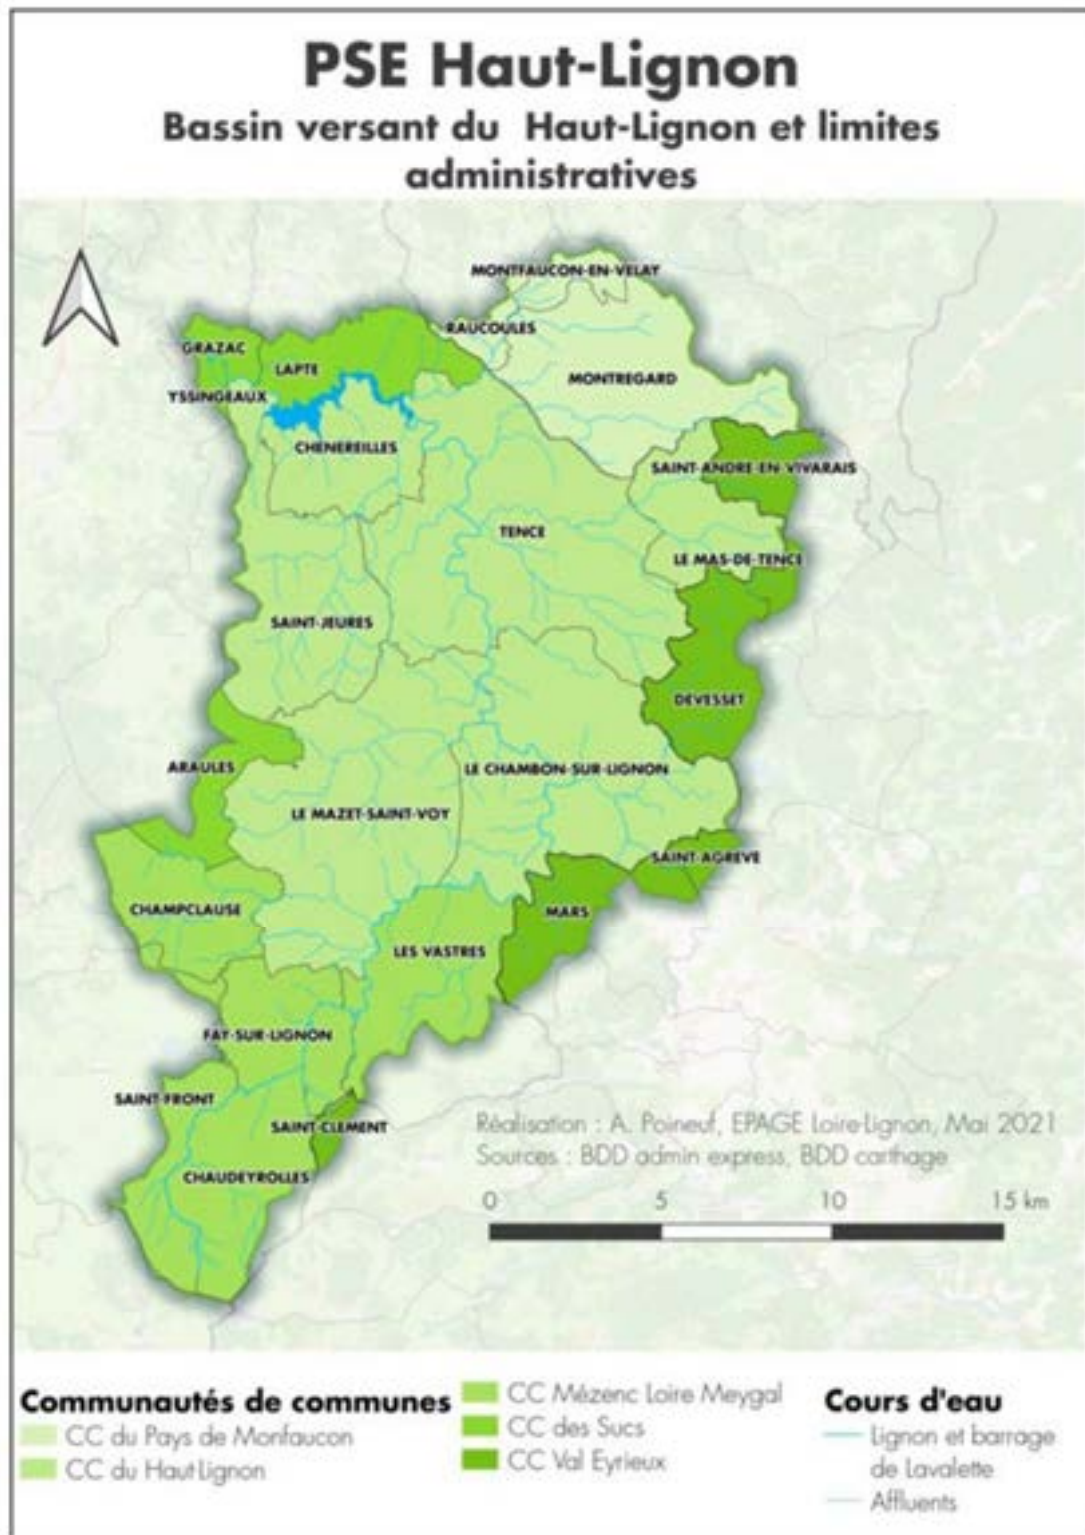 PSE Haut-Lignon
Bassin versant du Haut-Lignon et limites
administratives
MONTFAUCON-EN-VELAY
RAUCOULES
GRAZAC
LAPTE
MONTREGARD
YSSINGEAUX
CHENEREILLES
SAINT-ANDRE-EN-VIVARAIS
TENCE
LE MAS-DE-TENCE
SAINT-JEURES
DEVESSET
ARAULES
LE CHAMBON-SUR-LIGNON
LE MAZET-SAINT-VOY
SAINT-AGREVE
CHAMPCLAUSE
MARS
LES VASTRES
FAY-SUR-LIGNON
SAINT-FRONT
SAINT-CLEMENT
CHAUDEYROLLES
Réalisation : A. Poineuf, EPAGE Loire-Lignon, Mai 2021
Sources : BDD admin express, BDD carthage
0 5 10 15 km
Communautés de communes
CC du Pays de Monfaucon
CC du Haut-Lignon
CC Mézenc Loire Meygal
CC des Sucs
CC Val Eyrieux
Cours d'eau
Lignon et barrage
de Lavalette
Affluents